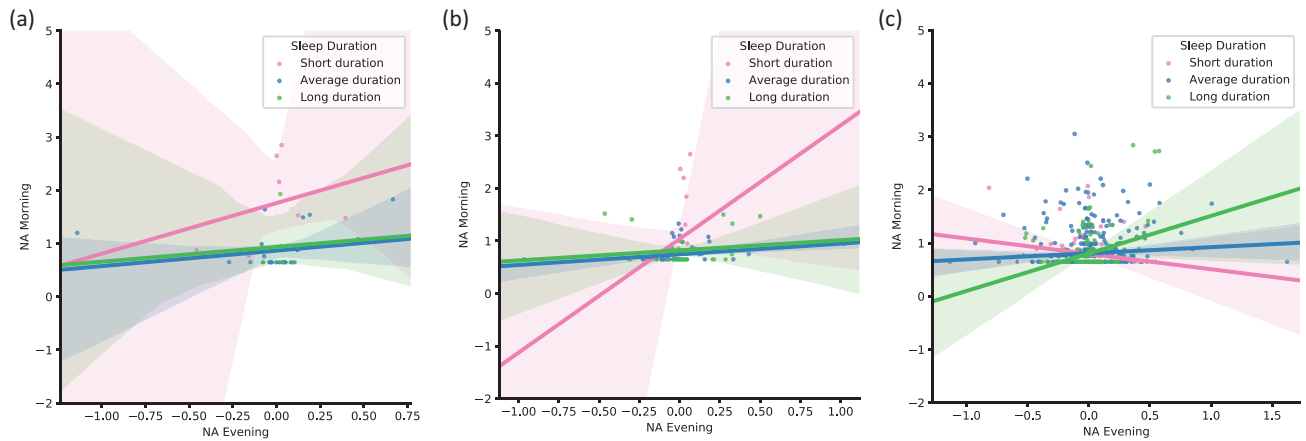 (a)
Sleep Duration
Short duration
Average duration
Long duration
5
4
3
2
1
0
−1
−2
NA Morning
−1.00 −0.75 −0.50 −0.25 0.00 0.25 0.50 0.75
NA Evening
(b)
Sleep Duration
Short duration
Average duration
Long duration
5
4
3
2
1
0
−1
−2
NA Morning
−1.00 −0.75 −0.50 −0.25 0.00 0.25 0.50 0.75 1.00
NA Evening
(c)
Sleep Duration
Short duration
Average duration
Long duration
5
4
3
2
1
0
−1
−2
NA Morning
−1.0 −0.5 0.0 0.5 1.0 1.5
NA Evening